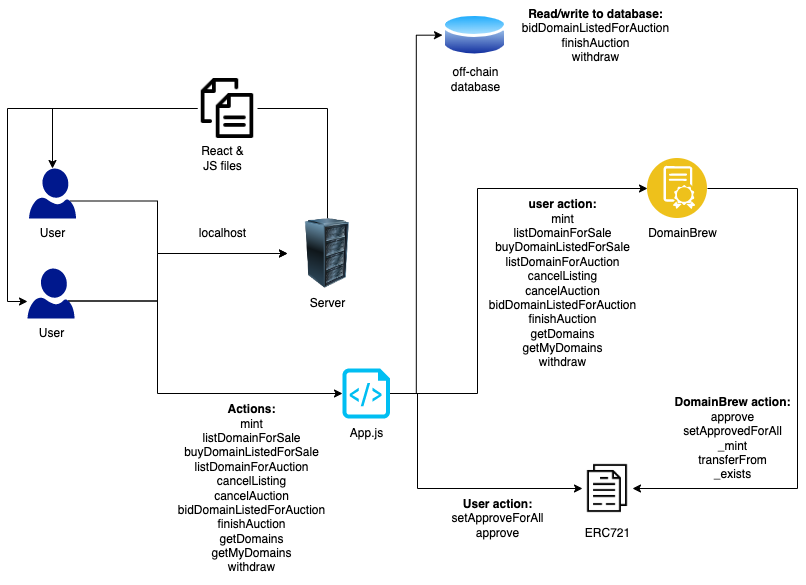 Read/write to database:
bidDomainListedForAuction
finishAuction
withdraw
off-chain
database
React &
JS files
User
localhost
Server
User
user action:
mint
listDomainForSale
buyDomainListedForSale
listDomainForAuction
cancelListing
cancelAuction
bidDomainListedForAuction
finishAuction
getDomains
getMyDomains
withdraw
DomainBrew
App.js
Actions:
mint
listDomainForSale
buyDomainListedForSale
listDomainForAuction
cancelListing
cancelAuction
bidDomainListedForAuction
finishAuction
getDomains
getMyDomains
withdraw
DomainBrew action:
approve
setApprovedForAll
_mint
transferFrom
_exists
User action:
setApproveForAll
approve
ERC721